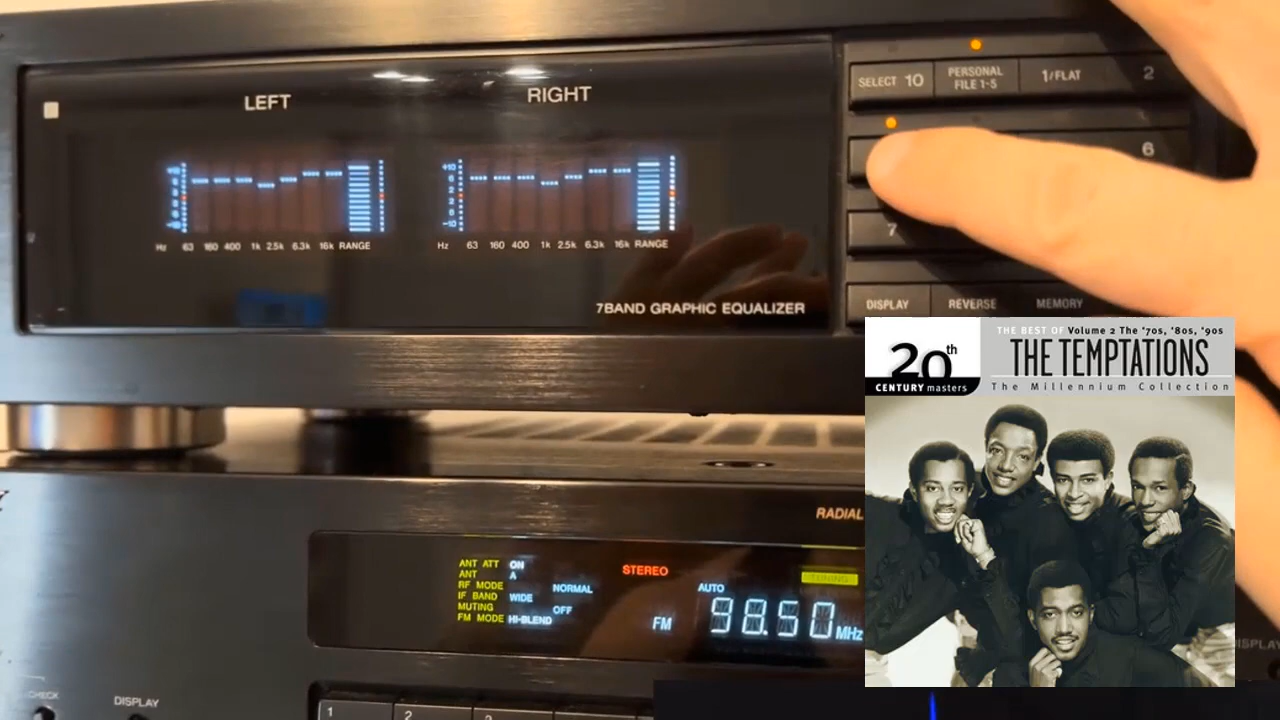 LEFT
RIGHT
SELECT 10
PERSONAL
FILE 1-5
1/FLAT
2
6
7
+10
-10
+10
-10
Hz 63 160 400 1k 2.5k 6.3k 16k RANGE
Hz 63 160 400 1k 2.5k 6.3k 16k RANGE
7BAND GRAPHIC EQUALIZER
DISPLAY
REVERSE
MEMORY
20th
CENTURY masters
THE BEST OF Volume 2 The '70s, '80s, '90s
THE TEMPTATIONS
The Millennium Collection
RADIAL
ANT ATT ON
ANT A
RF MODE NORMAL
IF BAND WIDE
MUTING OFF
FM MODE HI-BLEND
STEREO
FM
AUTO
TUNING
98.50 MHz
CHECK
DISPLAY
DISPLAY
1
2
3